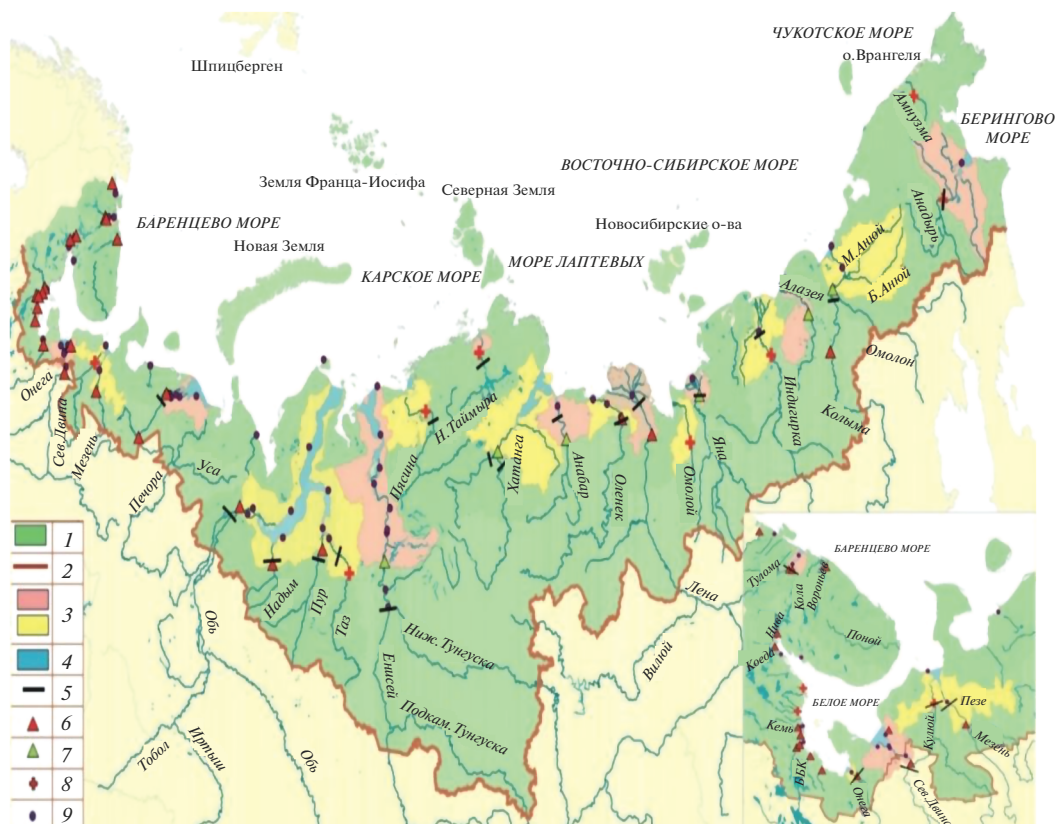 ЧУКОТСКОЕ МОРЕ
о.Врангеля
Шпицберген
Амнуэма
БЕРИНГОВО
МОРЕ
ВОСТОЧНО-СИБИРСКОЕ МОРЕ
Земля Франца-Иосифа
Северная Земля
Новосибирские о-ва
БАРЕНЦЕВО МОРЕ
Новая Земля
КАРСКОЕ МОРЕ
МОРЕ ЛАПТЕВЫХ
Анадырь
М.Анюй
Б.Анюй
Алазея
Омолон
Колыма
Индигирка
Яна
Омолой
Оленек
Анабар
Хатанга
Н.Таймыра
Пясина
Онега
Сев.Двина
Мезень
Печора
Уса
Обь
Надым
Пур
Таз
Енисей
Ниж. Тунгуска
Подкам. Тунгуска
Лена
Вилюй
Тобол
Иртыш
Обь
1
2
3
4
5
6
7
8
9
БАРЕНЦЕВО МОРЕ
Тулома
Кола
Воронья
Нива
Поной
Ковда
БЕЛОЕ МОРЕ
Кемь
ВБК
Онега
Сев.Двина
Кулой
Пезе
Мезень